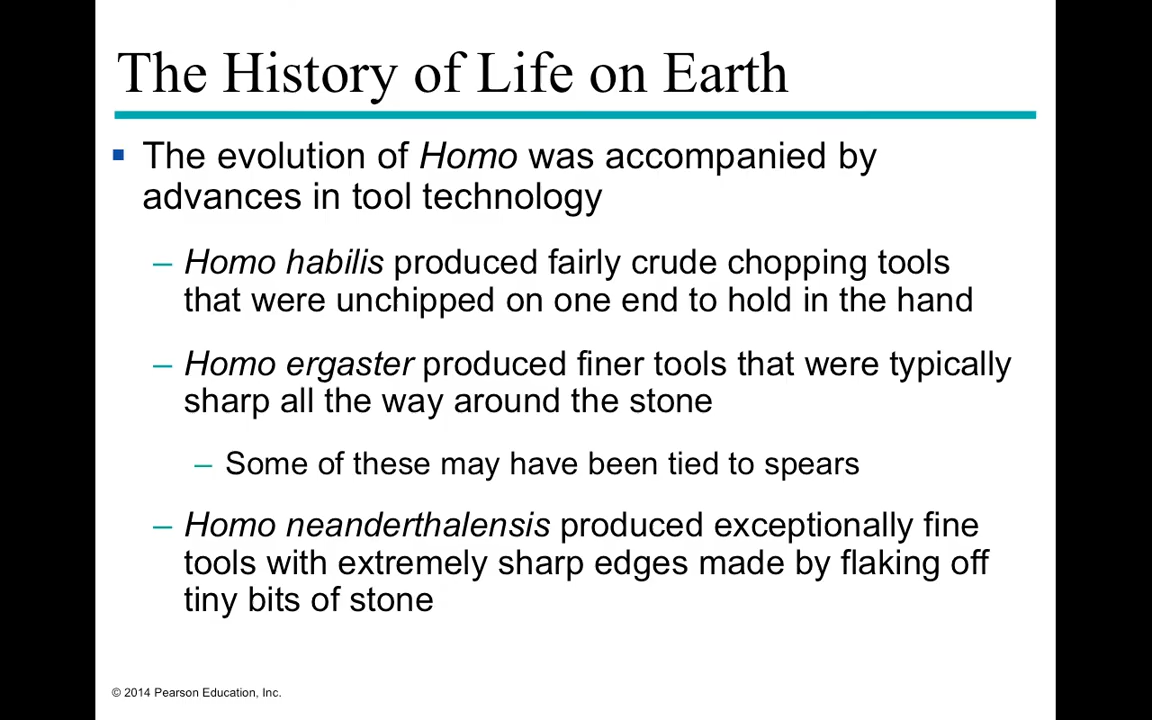 The History of Life on Earth
▪ The evolution of Homo was accompanied by
advances in tool technology
– Homo habilis produced fairly crude chopping tools
that were unchipped on one end to hold in the hand
– Homo ergaster produced finer tools that were typically
sharp all the way around the stone
– Some of these may have been tied to spears
– Homo neanderthalensis produced exceptionally fine
tools with extremely sharp edges made by flaking off
tiny bits of stone
© 2014 Pearson Education, Inc.